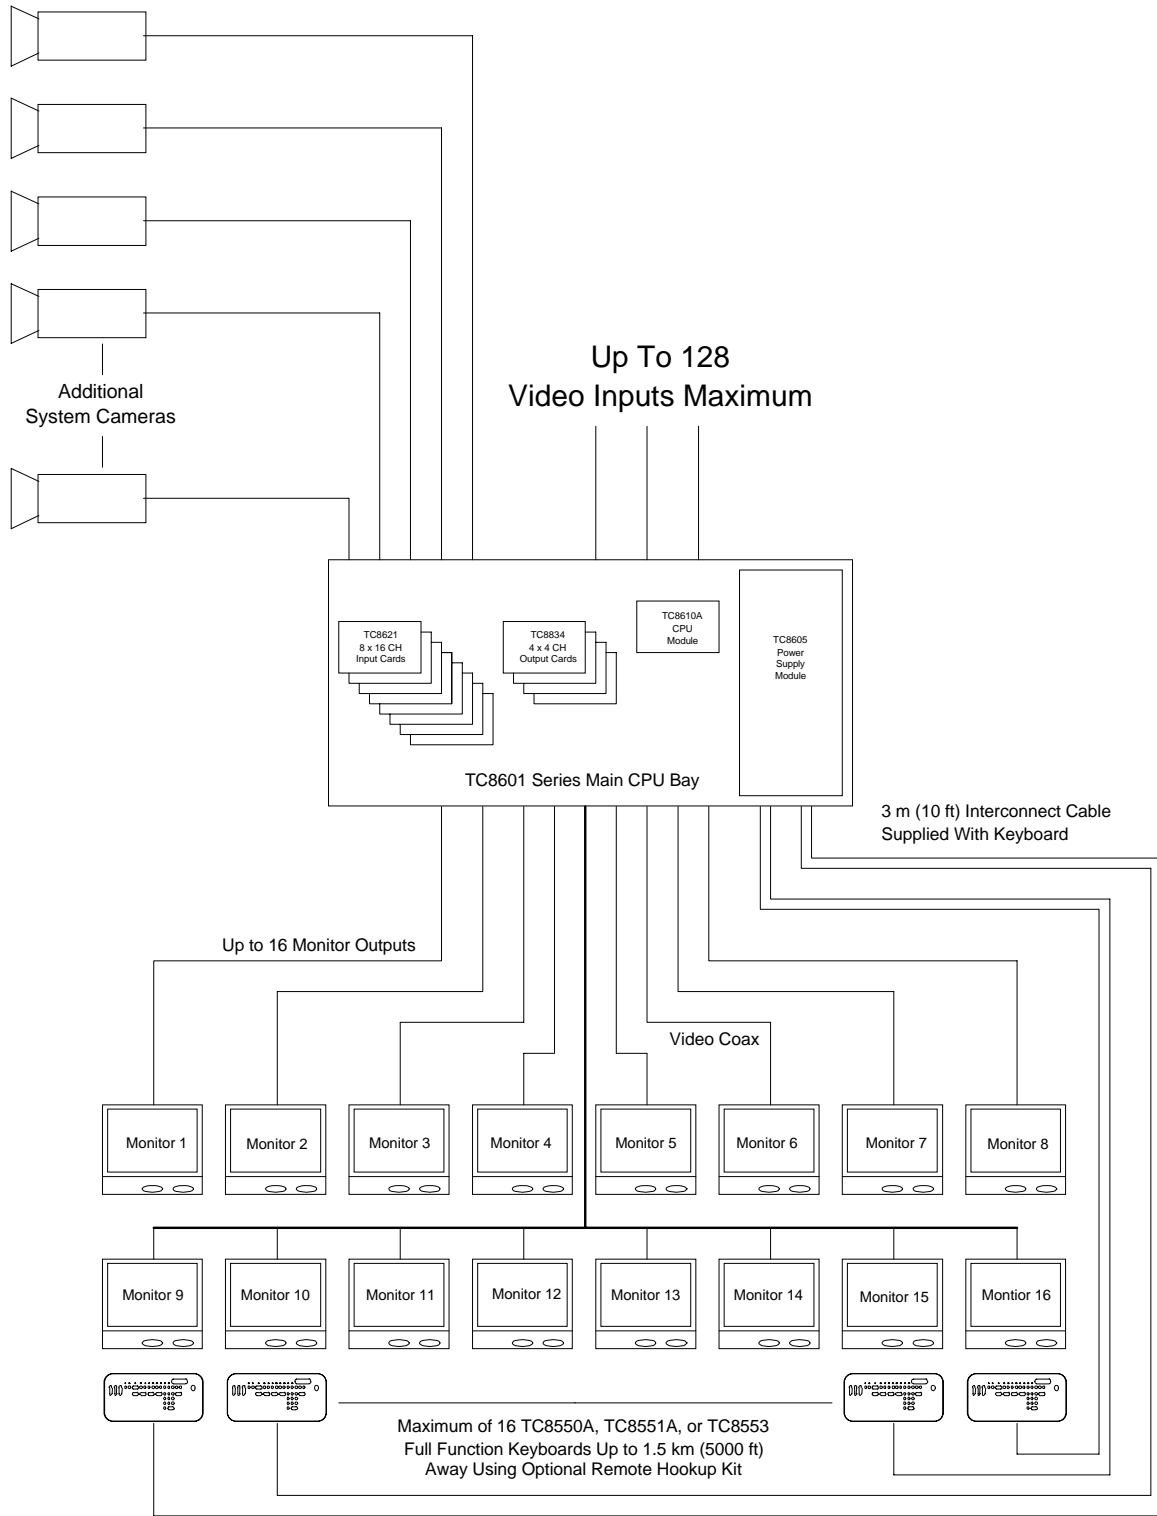 Up To 128
Video Inputs Maximum
Additional
System Cameras
TC8621
8 x 16 CH
Input Cards
TC8834
4 x 4 CH
Output Cards
TC8610A
CPU
Module
TC8605
Power
Supply
Module
TC8601 Series Main CPU Bay
3 m (10 ft) Interconnect Cable
Supplied With Keyboard
Up to 16 Monitor Outputs
Video Coax
Monitor 1
Monitor 2
Monitor 3
Monitor 4
Monitor 5
Monitor 6
Monitor 7
Monitor 8
Monitor 9
Monitor 10
Monitor 11
Monitor 12
Monitor 13
Monitor 14
Monitor 15
Montior 16
Maximum of 16 TC8550A, TC8551A, or TC8553
Full Function Keyboards Up to 1.5 km (5000 ft)
Away Using Optional Remote Hookup Kit